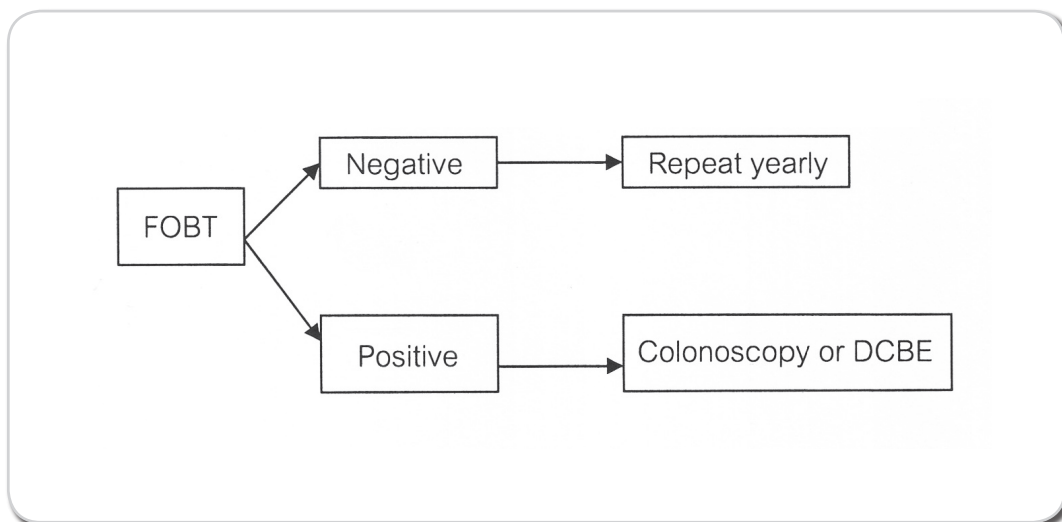 FOBT
Negative
Repeat yearly
Positive
Colonoscopy or DCBE